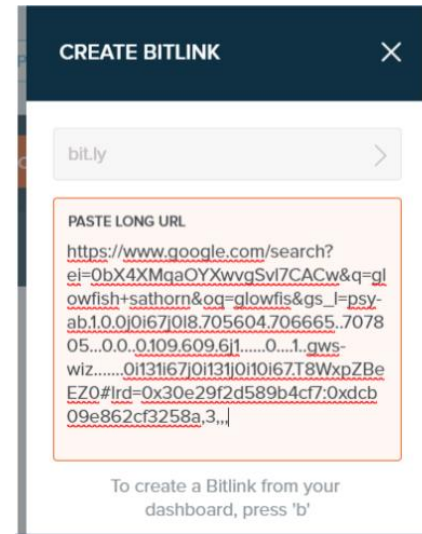 CREATE BITLINK
bit.ly
PASTE LONG URL
https://www.google.com/search?
ei=0bX4XMqaOYXwvgSvl7CACw&q=gl
owfish+sathorn&oq=glowfis&gs_l=psy-
ab.1.0.0j0i67j0l8.705604.706665..7078
05...0.0..0.109.609.6j1......0....1..gws-
wiz.......0i131i67j0i131j0i10i67.T8WxpZBe
EZ0#lrd=0x30e29f2d589b4cf7:0xdcb
09e862cf3258a,3,,,
To create a Bitlink from your
dashboard, press 'b'